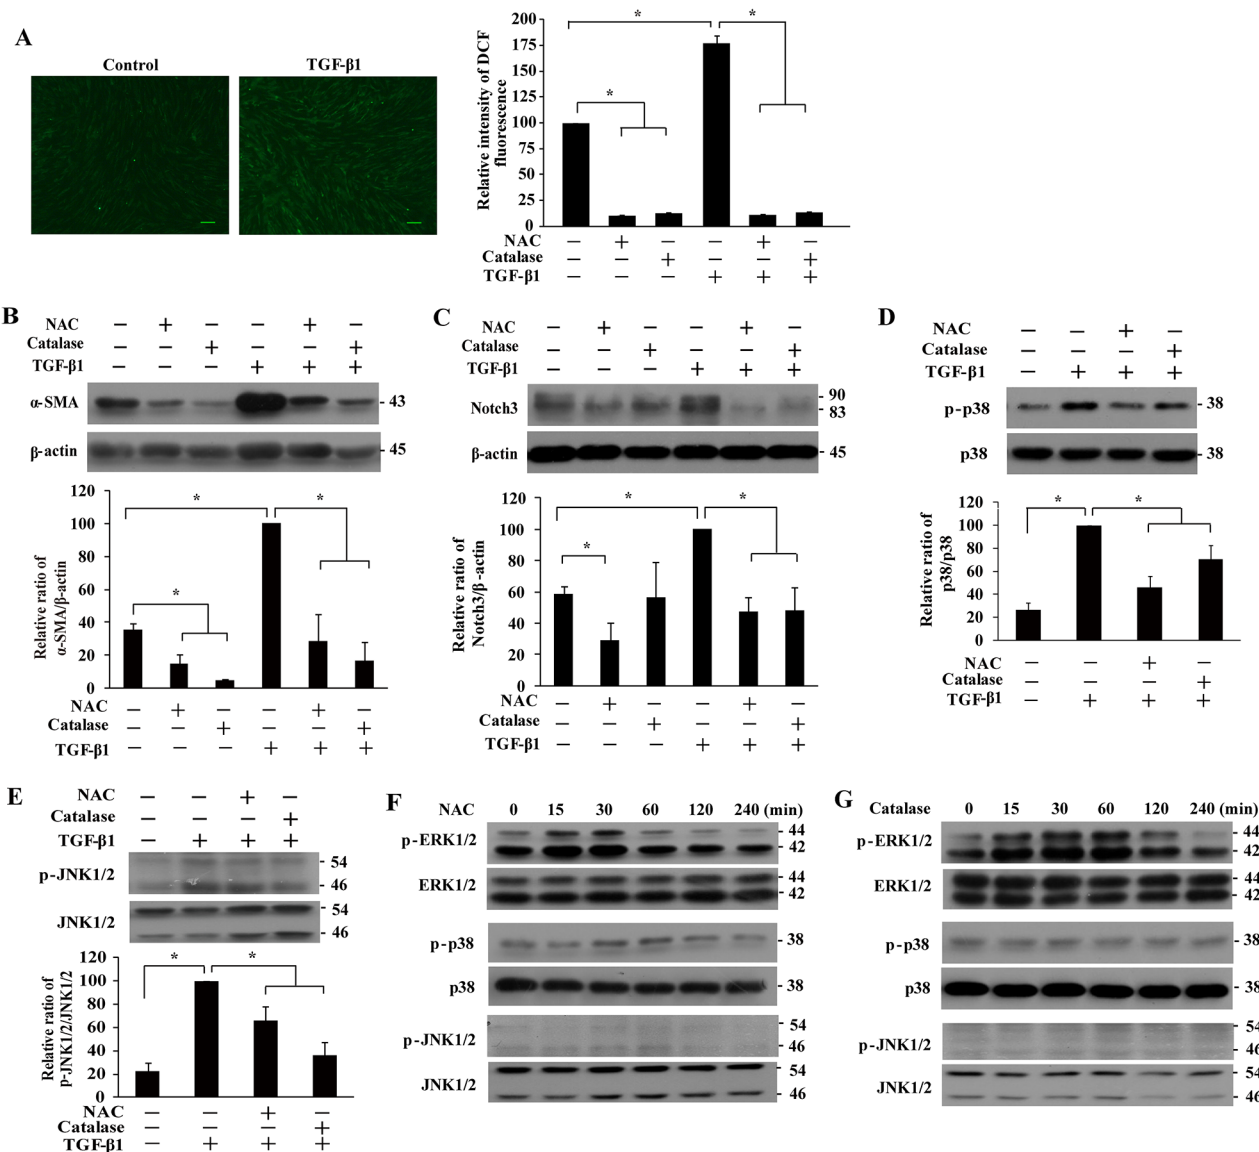 A
Control TGF-β1
Relative intensity of DCF
fluorescence
200
175
150
125
100
75
50
25
0
*
*
*
NAC − + − − + −
Catalase − − + − − +
TGF-β1 − − − + + +
B
NAC − + − − + −
Catalase − − + − − +
TGF-β1 − − − + + +
α-SMA - 43
β-actin - 45
Relative ratio of
α-SMA/β-actin
120
100
80
60
40
20
0
*
*
*
NAC − + − − + −
Catalase − − + − − +
TGF-β1 − − − + + +
C
NAC − + − − + −
Catalase − − + − − +
TGF-β1 − − − + + +
Notch3 - 90
- 83
β-actin - 45
Relative ratio of
Notch3/β -actin
120
100
80
60
40
20
0
*
*
*
NAC − + − − + −
Catalase − − + − − +
TGF-β1 − − − + + +
D
NAC − − + −
Catalase − − − +
TGF-β1 − + + +
p-p38 - 38
p38 - 38
Relative ratio of
p38/p38
120
100
80
60
40
20
0
*
*
NAC − − + −
Catalase − − − +
TGF-β1 − + + +
E
NAC − − + −
Catalase − − − +
TGF-β1 − + + +
p-JNK1/2 - 54
- 46
JNK1/2 - 54
- 46
Relative ratio of
p-JNK1/2/JNK1/2
120
100
80
60
40
20
0
*
*
NAC − − + −
Catalase − − − +
TGF-β1 − + + +
F
NAC 0 15 30 60 120 240 (min)
p-ERK1/2 - 44
- 42
ERK1/2 - 44
- 42
p-p38 - 38
p38 - 38
p-JNK1/2 - 54
- 46
JNK1/2 - 54
- 46
G
Catalase 0 15 30 60 120 240 (min)
p-ERK1/2 - 44
- 42
ERK1/2 - 44
- 42
p-p38 - 38
p38 - 38
p-JNK1/2 - 54
- 46
JNK1/2 - 54
- 46